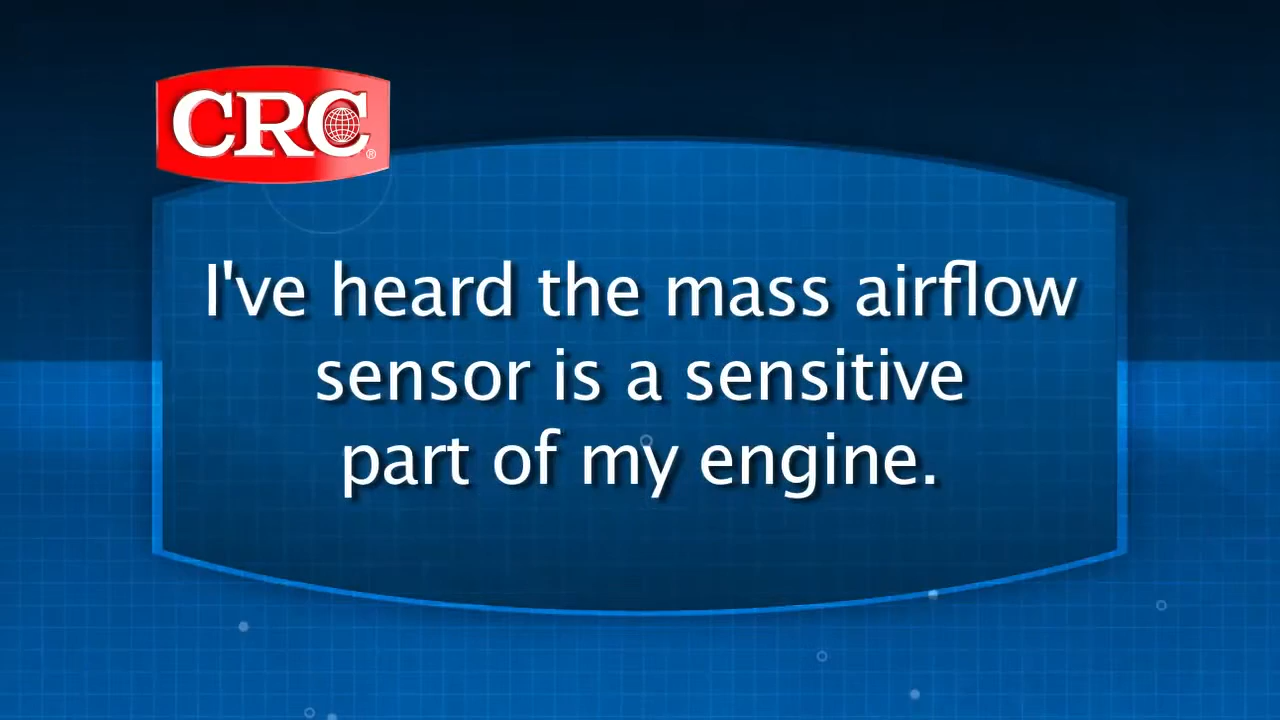 CRC®
I've heard the mass airflow
sensor is a sensitive
part of my engine.